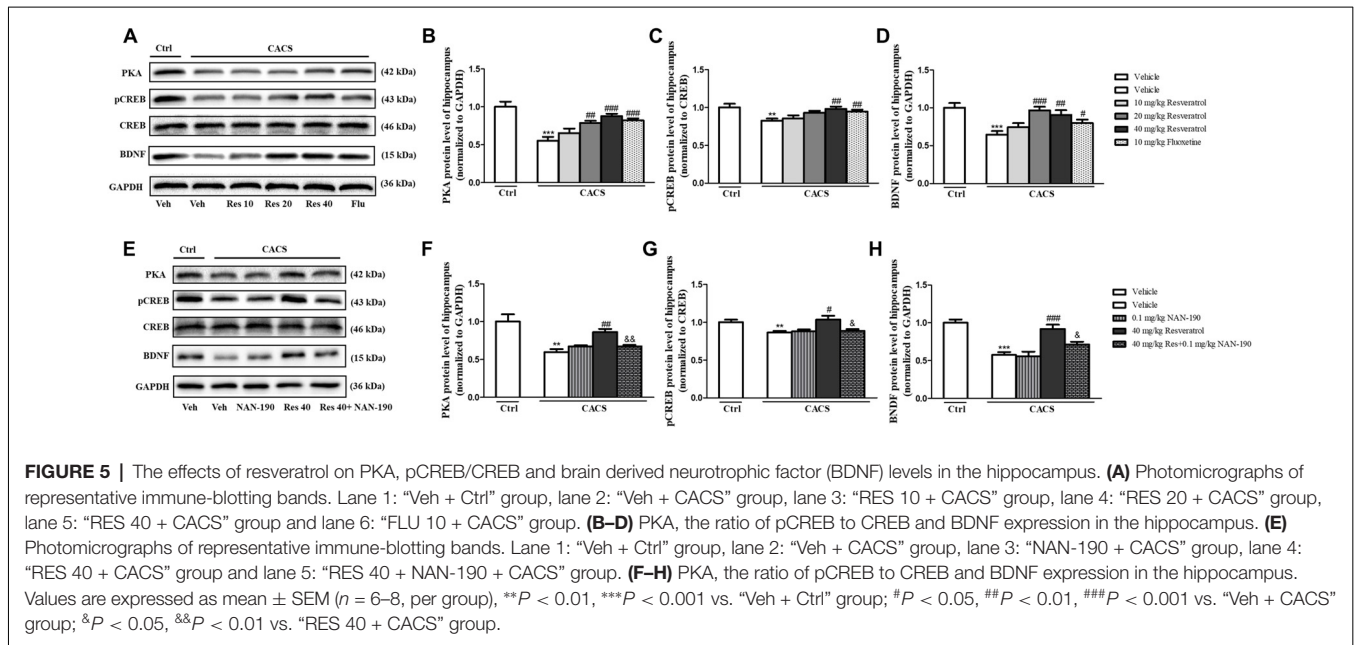 A
Ctrl CACS
PKA (42 kDa)
pCREB (43 kDa)
CREB (46 kDa)
BDNF (15 kDa)
GAPDH (36 kDa)
Veh Veh Res 10 Res 20 Res 40 Flu
B
PKA protein level of hippocampus
(normalized to GAPDH)
1.5
1.0
0.5
0.0
***
##
###
###
Ctrl
CACS
C
pCREB protein level of hippocampus
(normalized to CREB)
1.5
1.0
0.5
0.0
**
##
##
Ctrl
CACS
D
BDNF protein level of hippocampus
(normalized to GAPDH)
1.5
1.0
0.5
0.0
***
###
##
#
Ctrl
CACS
Vehicle
Vehicle
10 mg/kg Resveratrol
20 mg/kg Resveratrol
40 mg/kg Resveratrol
10 mg/kg Fluoxetine
E
Ctrl CACS
PKA (42 kDa)
pCREB (43 kDa)
CREB (46 kDa)
BDNF (15 kDa)
GAPDH (36 kDa)
Veh Veh NAN-190 Res 40 Res 40+ NAN-190
F
PKA protein level of hippocampus
(normalized to GAPDH)
1.5
1.0
0.5
0.0
**
##
&&
Ctrl
CACS
G
pCREB protein level of hippocampus
(normalized to CREB)
1.5
1.0
0.5
0.0
**
#
&
Ctrl
CACS
H
BNDF protein level of hippocampus
(normalized to GAPDH)
1.5
1.0
0.5
0.0
***
###
&
Ctrl
CACS
Vehicle
Vehicle
0.1 mg/kg NAN-190
40 mg/kg Resveratrol
40 mg/kg Res+0.1 mg/kg NAN-190
FIGURE 5 | The effects of resveratrol on PKA, pCREB/CREB and brain derived neurotrophic factor (BDNF) levels in the hippocampus. (A) Photomicrographs of
representative immune-blotting bands. Lane 1: “Veh + Ctrl” group, lane 2: “Veh + CACS” group, lane 3: “RES 10 + CACS” group, lane 4: “RES 20 + CACS” group,
lane 5: “RES 40 + CACS” group and lane 6: “FLU 10 + CACS” group. (B–D) PKA, the ratio of pCREB to CREB and BDNF expression in the hippocampus. (E)
Photomicrographs of representative immune-blotting bands. Lane 1: “Veh + Ctrl” group, lane 2: “Veh + CACS” group, lane 3: “NAN-190 + CACS” group, lane 4:
“RES 40 + CACS” group and lane 5: “RES 40 + NAN-190 + CACS” group. (F–H) PKA, the ratio of pCREB to CREB and BDNF expression in the hippocampus.
Values are expressed as mean ± SEM (n = 6–8, per group), **P < 0.01, ***P < 0.001 vs. “Veh + Ctrl” group; #P < 0.05, ##P < 0.01, ###P < 0.001 vs. “Veh + CACS”
group; &P < 0.05, &&P < 0.01 vs. “RES 40 + CACS” group.